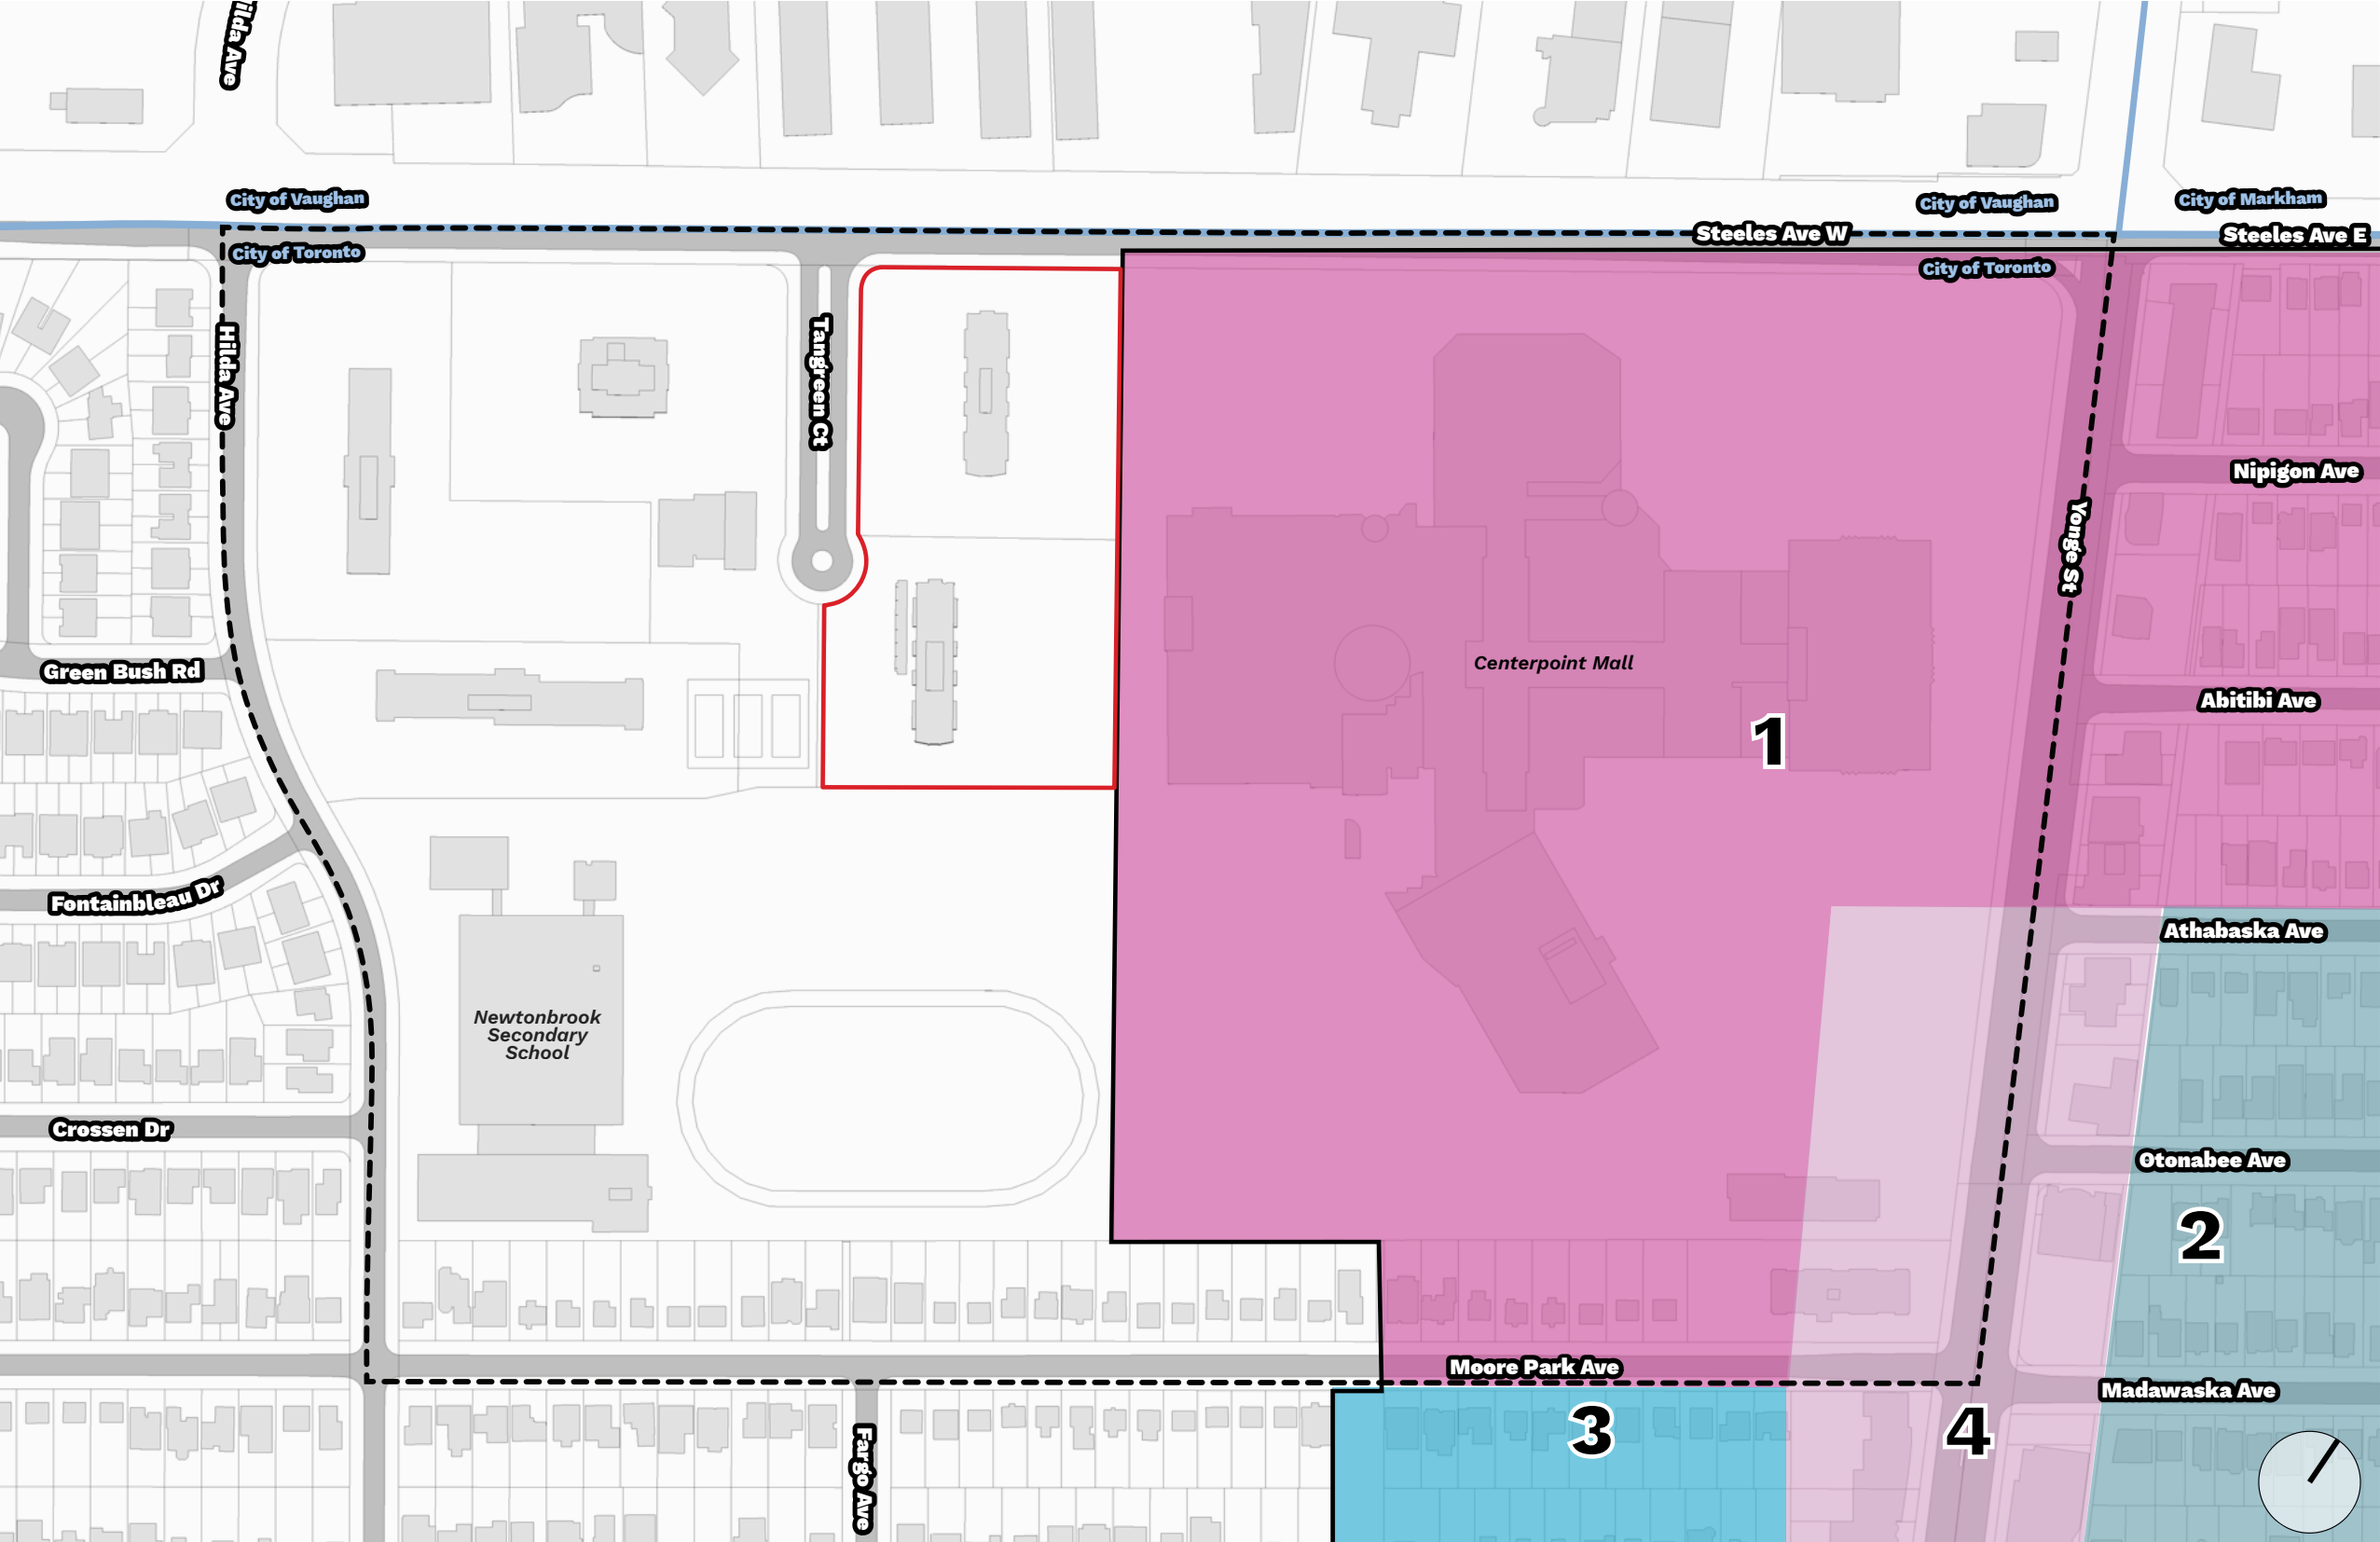 ilda Ave
City of Vaughan
City of Vaughan
City of Markham
Steeles Ave W
Steeles Ave E
City of Toronto
City of Toronto
Hilda Ave
Tangreen Ct
Nipigon Ave
Yonge St
Green Bush Rd
Centerpoint Mall
Abitibi Ave
1
Fontainbleau Dr
Athabaska Ave
Newtonbrook
Secondary
School
Crossen Dr
Otonabee Ave
2
Moore Park Ave
Madawaska Ave
3
4
Fargo Ave